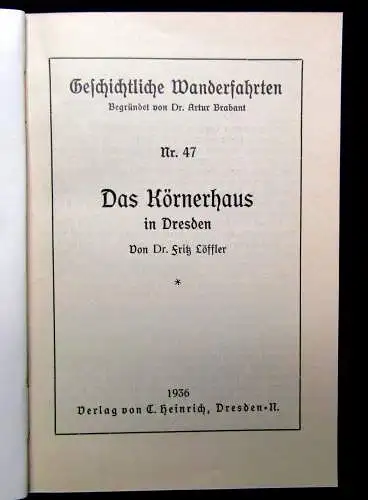 Geschichtliche Wanderfahrten
Begründet von Dr. Artur Brabant
Nr. 47
Das Körnerhaus
in Dresden
Von Dr. Fritz Löffler
*
1936
Verlag von C. Heinrich, Dresden-N.